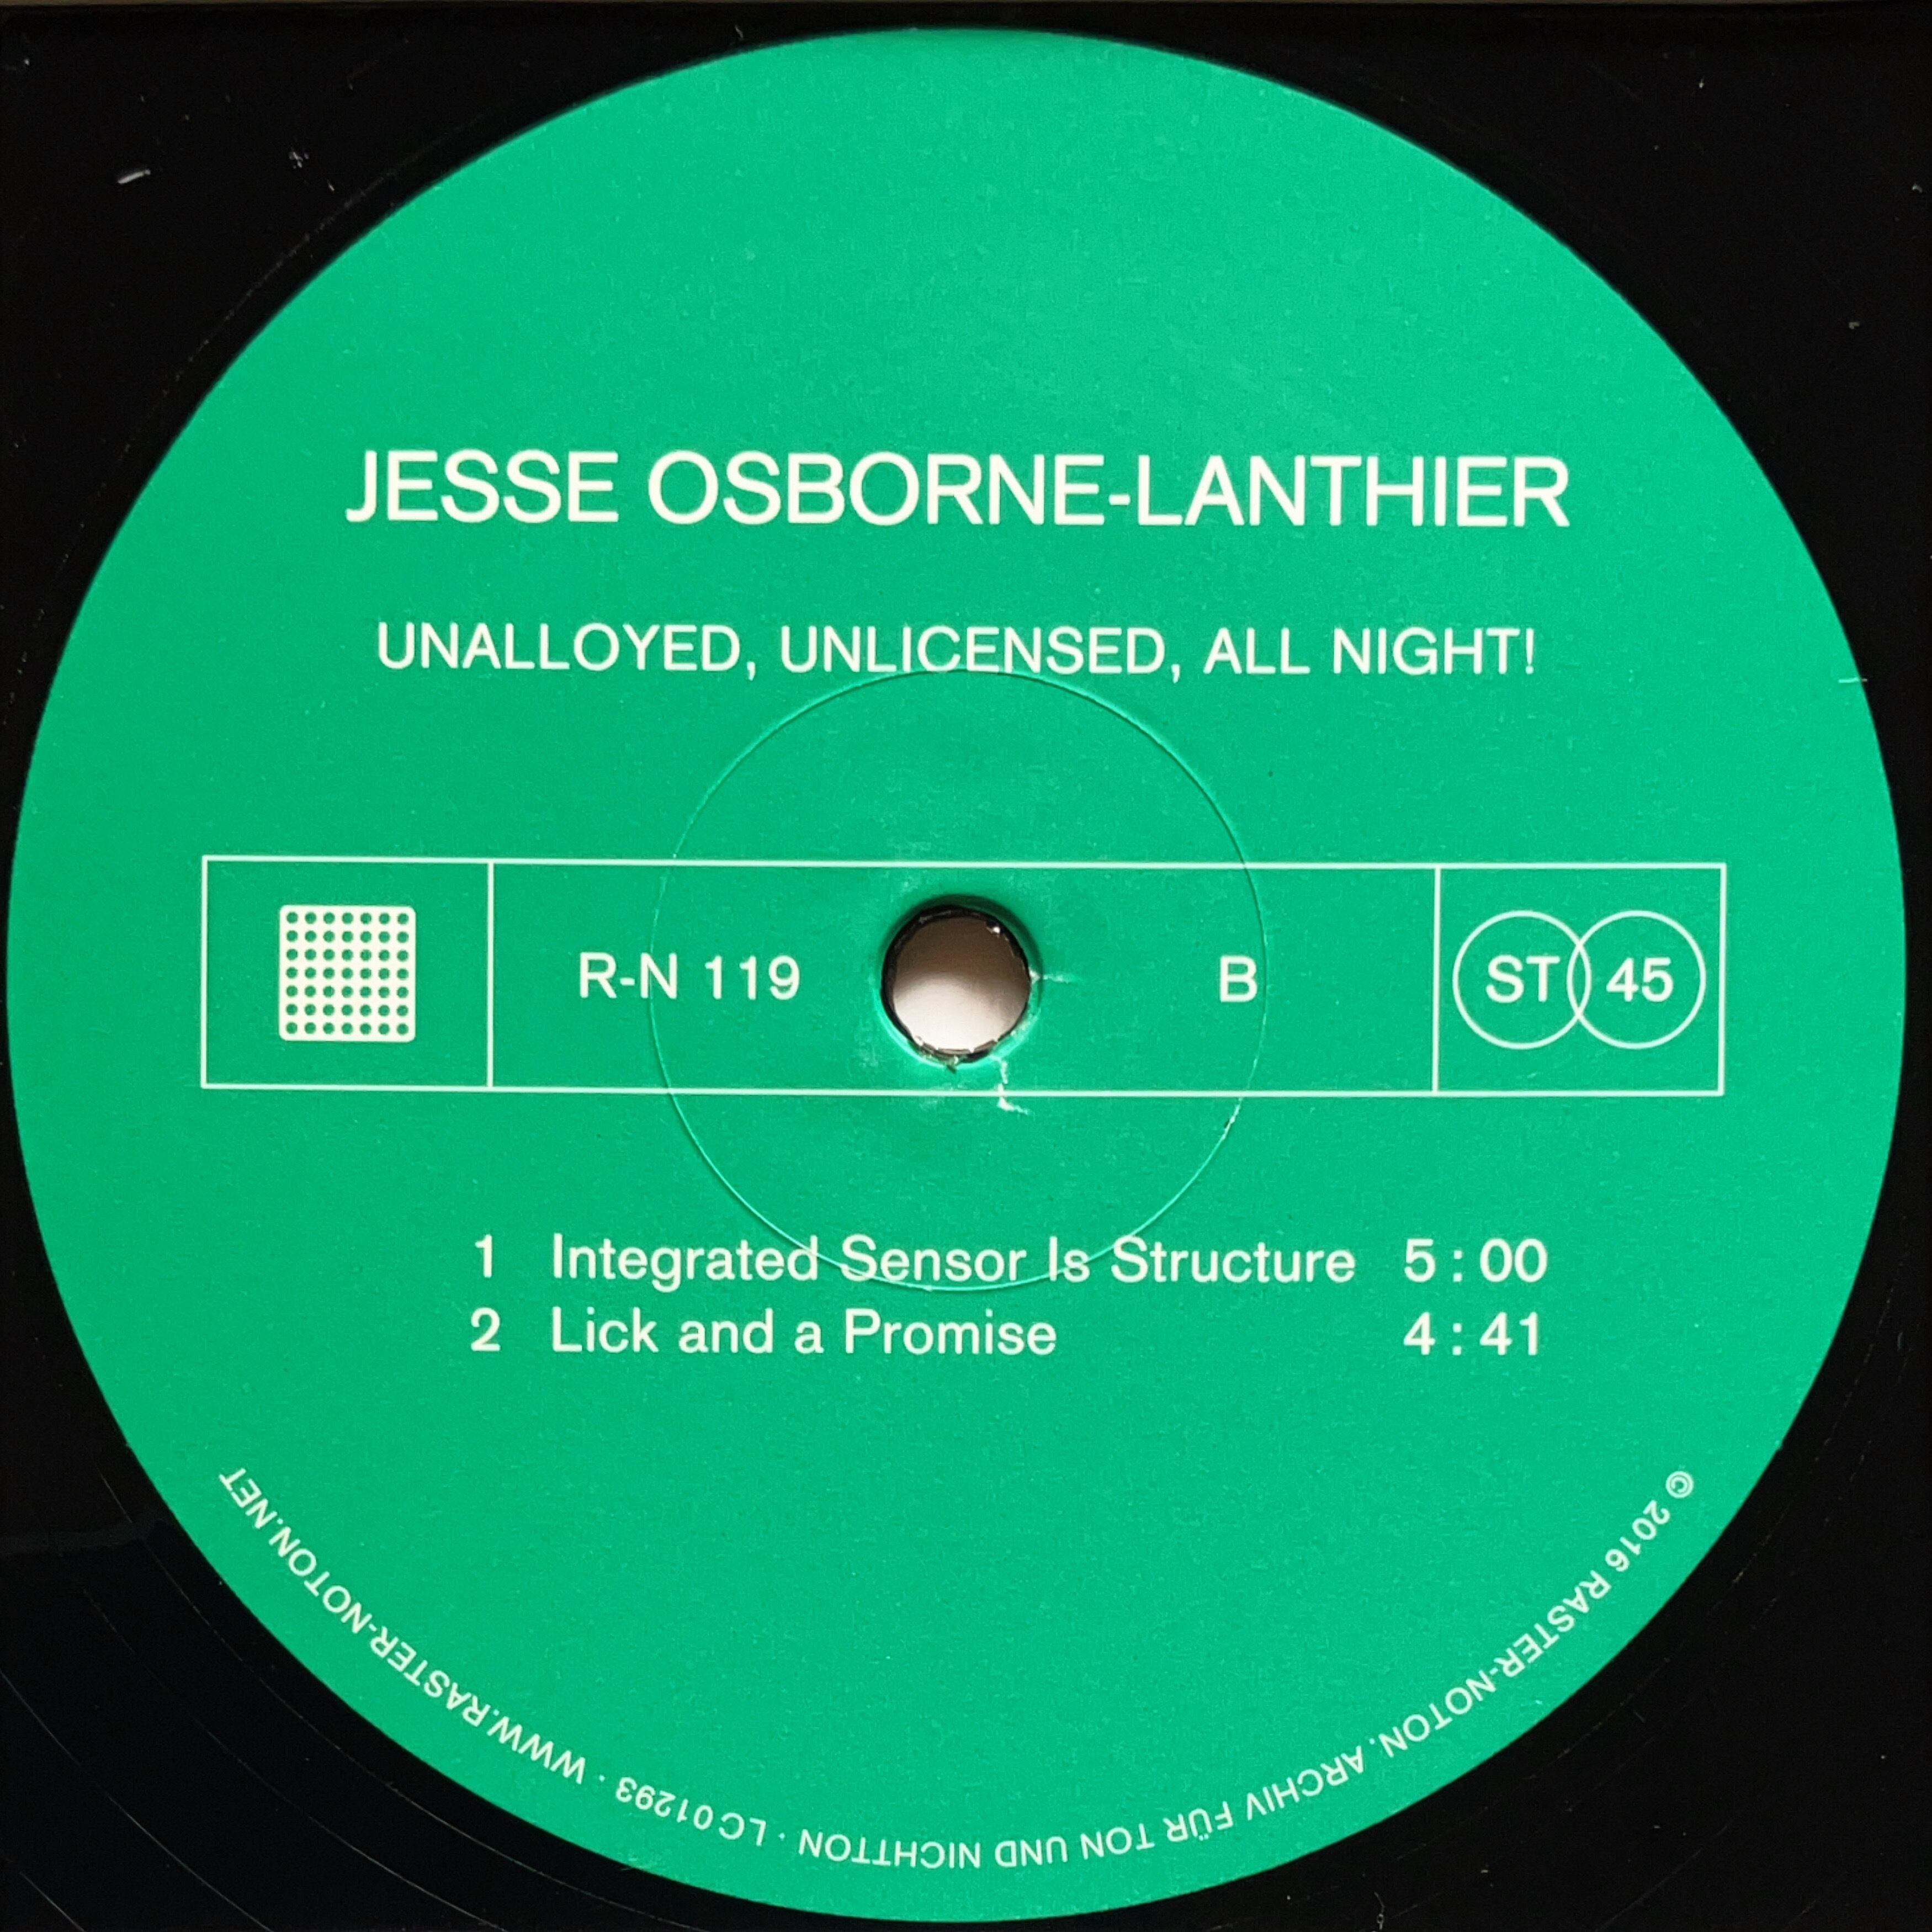 JESSE OSBORNE-LANTHIER
UNALLOYED, UNLICENSED, ALL NIGHT!
R-N 119 B ST 45
1 Integrated Sensor Is Structure 5 : 00
2 Lick and a Promise 4 : 41
© 2016 RASTER-NOTON. ARCHIV FÜR TON UND NICHTTON · LC 01293 · WWW.RASTER-NOTON.NET